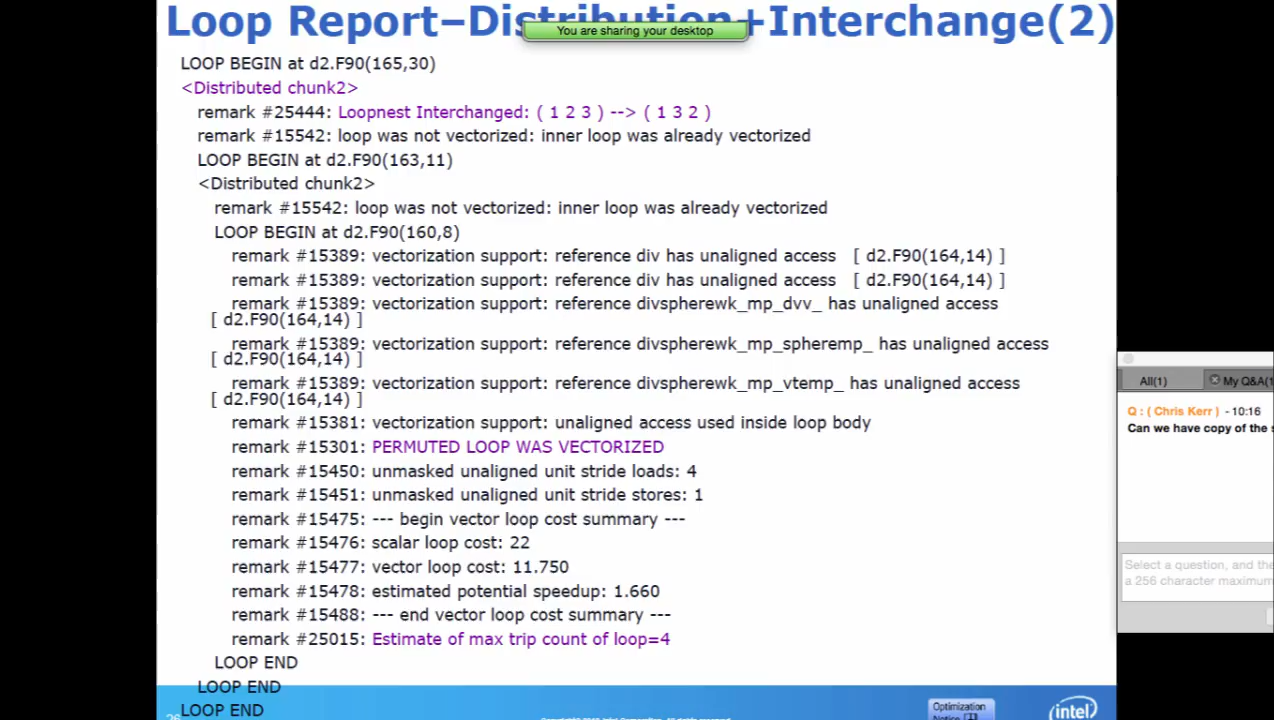 Loop Report–Distribution+Interchange(2)
You are sharing your desktop
LOOP BEGIN at d2.F90(165,30)
<Distributed chunk2>
remark #25444: Loopnest Interchanged: ( 1 2 3 ) --> ( 1 3 2 )
remark #15542: loop was not vectorized: inner loop was already vectorized
LOOP BEGIN at d2.F90(163,11)
<Distributed chunk2>
remark #15542: loop was not vectorized: inner loop was already vectorized
LOOP BEGIN at d2.F90(160,8)
remark #15389: vectorization support: reference div has unaligned access [ d2.F90(164,14) ]
remark #15389: vectorization support: reference div has unaligned access [ d2.F90(164,14) ]
remark #15389: vectorization support: reference divspherewk_mp_dvv_ has unaligned access
[ d2.F90(164,14) ]
remark #15389: vectorization support: reference divspherewk_mp_spheremp_ has unaligned access
[ d2.F90(164,14) ]
remark #15389: vectorization support: reference divspherewk_mp_vtemp_ has unaligned access
[ d2.F90(164,14) ]
remark #15381: vectorization support: unaligned access used inside loop body
remark #15301: PERMUTED LOOP WAS VECTORIZED
remark #15450: unmasked unaligned unit stride loads: 4
remark #15451: unmasked unaligned unit stride stores: 1
remark #15475: --- begin vector loop cost summary ---
remark #15476: scalar loop cost: 22
remark #15477: vector loop cost: 11.750
remark #15478: estimated potential speedup: 1.660
remark #15488: --- end vector loop cost summary ---
remark #25015: Estimate of max trip count of loop=4
LOOP END
LOOP END
LOOP END
Optimization
Notice
intel
All(1)
My Q&A(1
Q : ( Chris Kerr ) - 10:16
Can we have copy of the s
Select a question, and the
a 256 character maximum